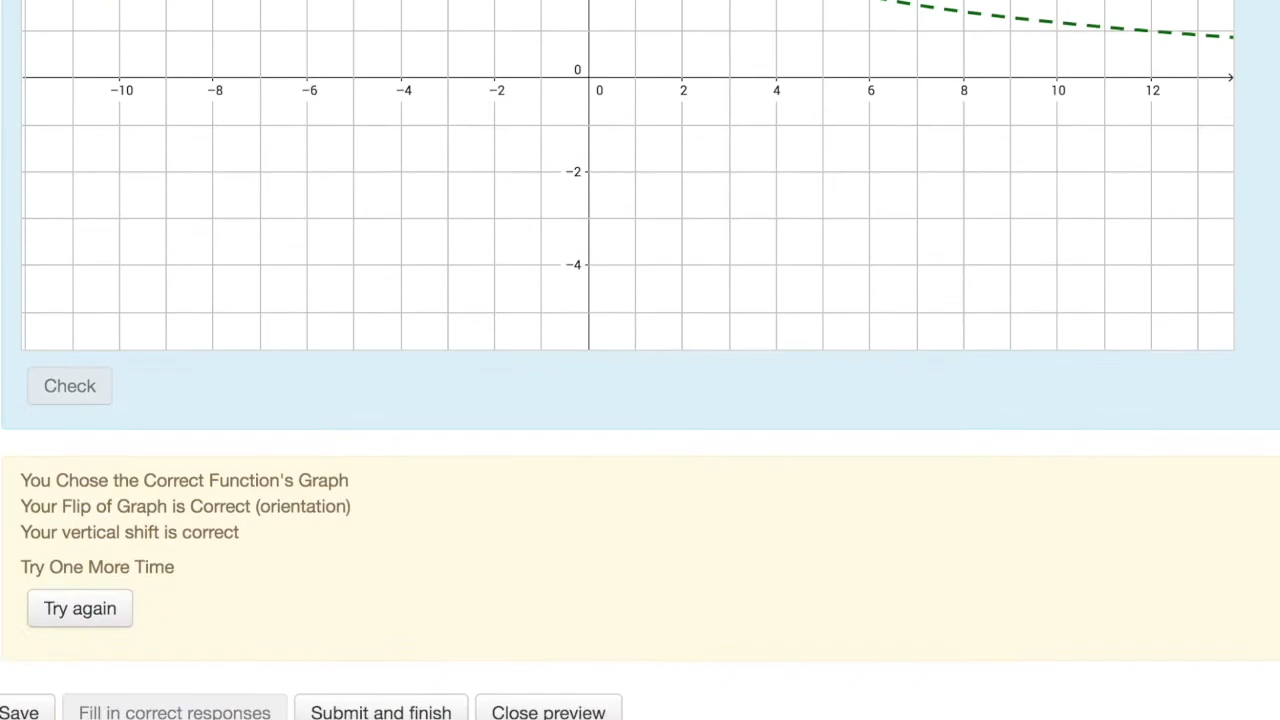 0
−10 −8 −6 −4 −2 0 2 4 6 8 10 12
−2
−4
Check
You Chose the Correct Function's Graph
Your Flip of Graph is Correct (orientation)
Your vertical shift is correct
Try One More Time
Try again
Save Fill in correct responses Submit and finish Close preview